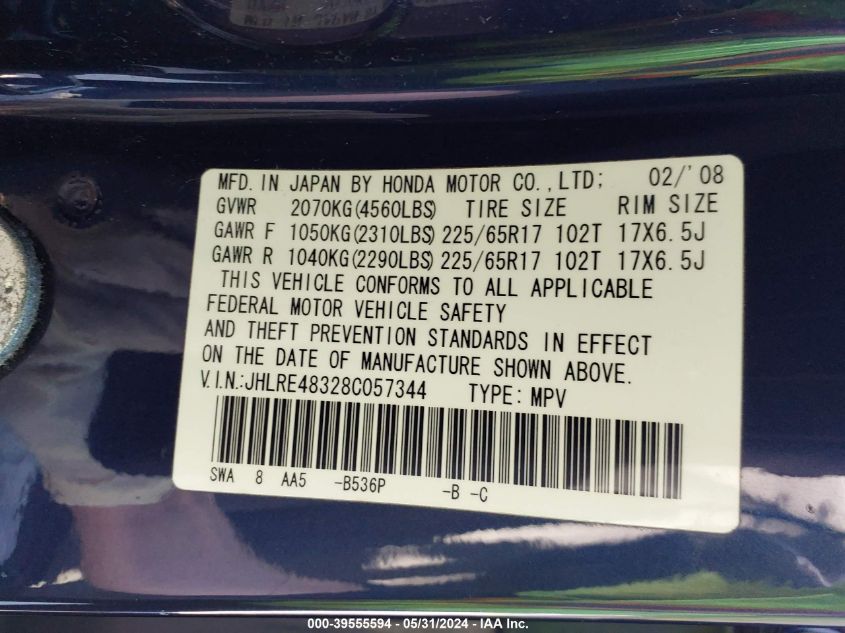 MFD. IN JAPAN BY HONDA MOTOR CO.,LTD; 02/'08
GVWR 2070KG(4560LBS) TIRE SIZE RIM SIZE
GAWR F 1050KG(2310LBS) 225/65R17 102T 17X6.5J
GAWR R 1040KG(2290LBS) 225/65R17 102T 17X6.5J
THIS VEHICLE CONFORMS TO ALL APPLICABLE
FEDERAL MOTOR VEHICLE SAFETY
AND THEFT PREVENTION STANDARDS IN EFFECT
ON THE DATE OF MANUFACTURE SHOWN ABOVE.
V.I.N.:JHLRE48328C057344 TYPE: MPV
SWA 8 AA5 -B536P -B -C
000-39555594 - 05/31/2024 - IAA Inc.